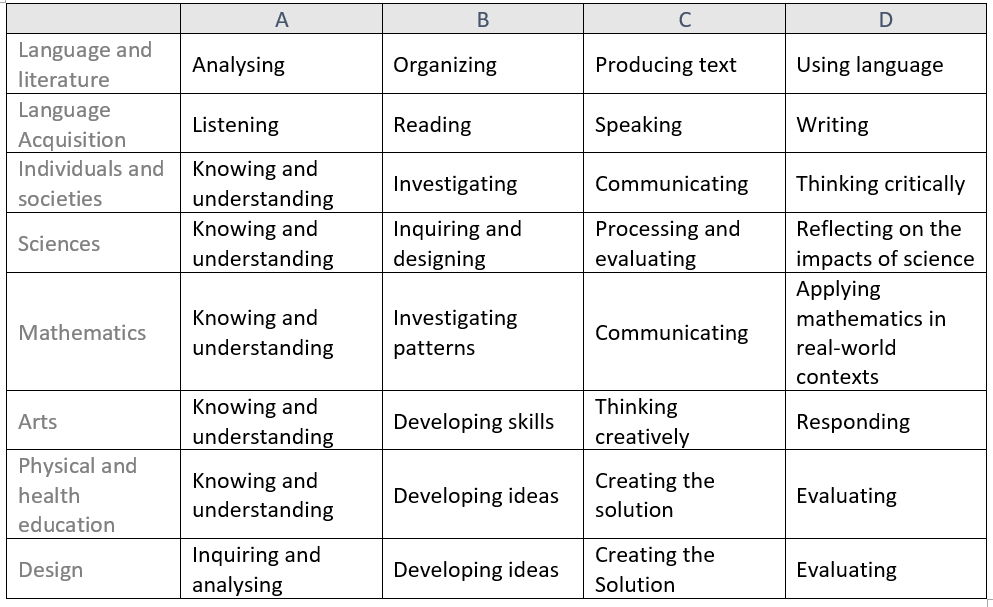 A B C D
Language and
literature
Analysing
Organizing
Producing text
Using language
Language
Acquisition
Listening
Reading
Speaking
Writing
Individuals and
societies
Knowing and
understanding
Investigating
Communicating
Thinking critically
Sciences
Knowing and
understanding
Inquiring and
designing
Processing and
evaluating
Reflecting on the
impacts of science
Mathematics
Knowing and
understanding
Investigating
patterns
Communicating
Applying
mathematics in
real-world
contexts
Arts
Knowing and
understanding
Developing skills
Thinking
creatively
Responding
Physical and
health
education
Knowing and
understanding
Developing ideas
Creating the
solution
Evaluating
Design
Inquiring and
analysing
Developing ideas
Creating the
Solution
Evaluating